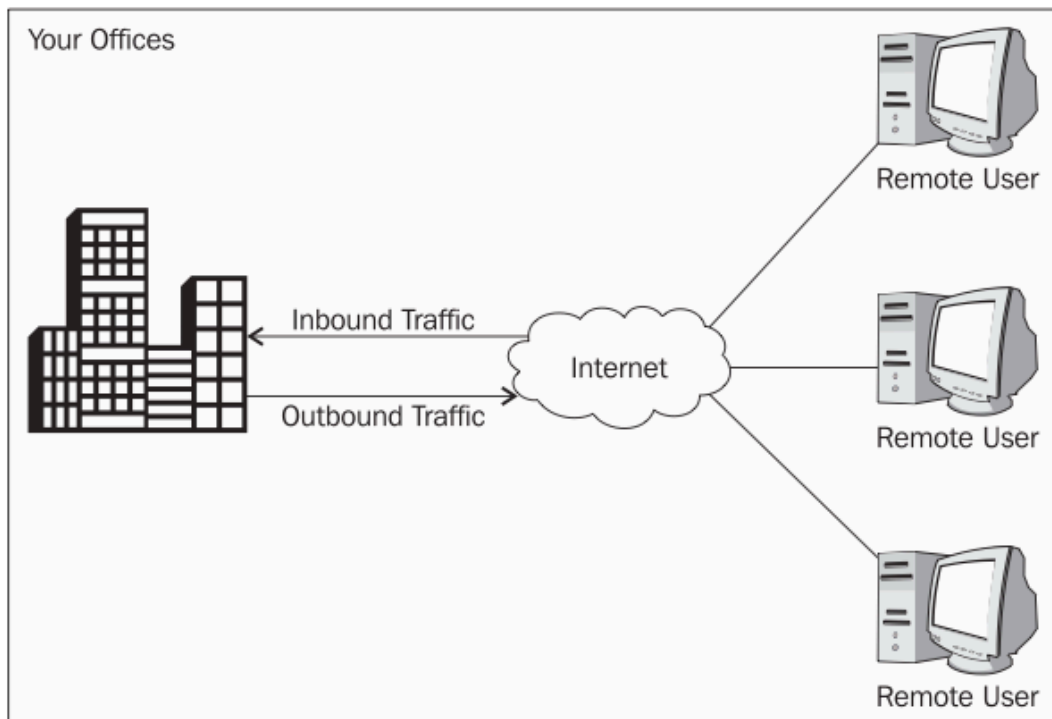 Your Offices
Remote User
Inbound Traffic
Internet
Outbound Traffic
Remote User
Remote User